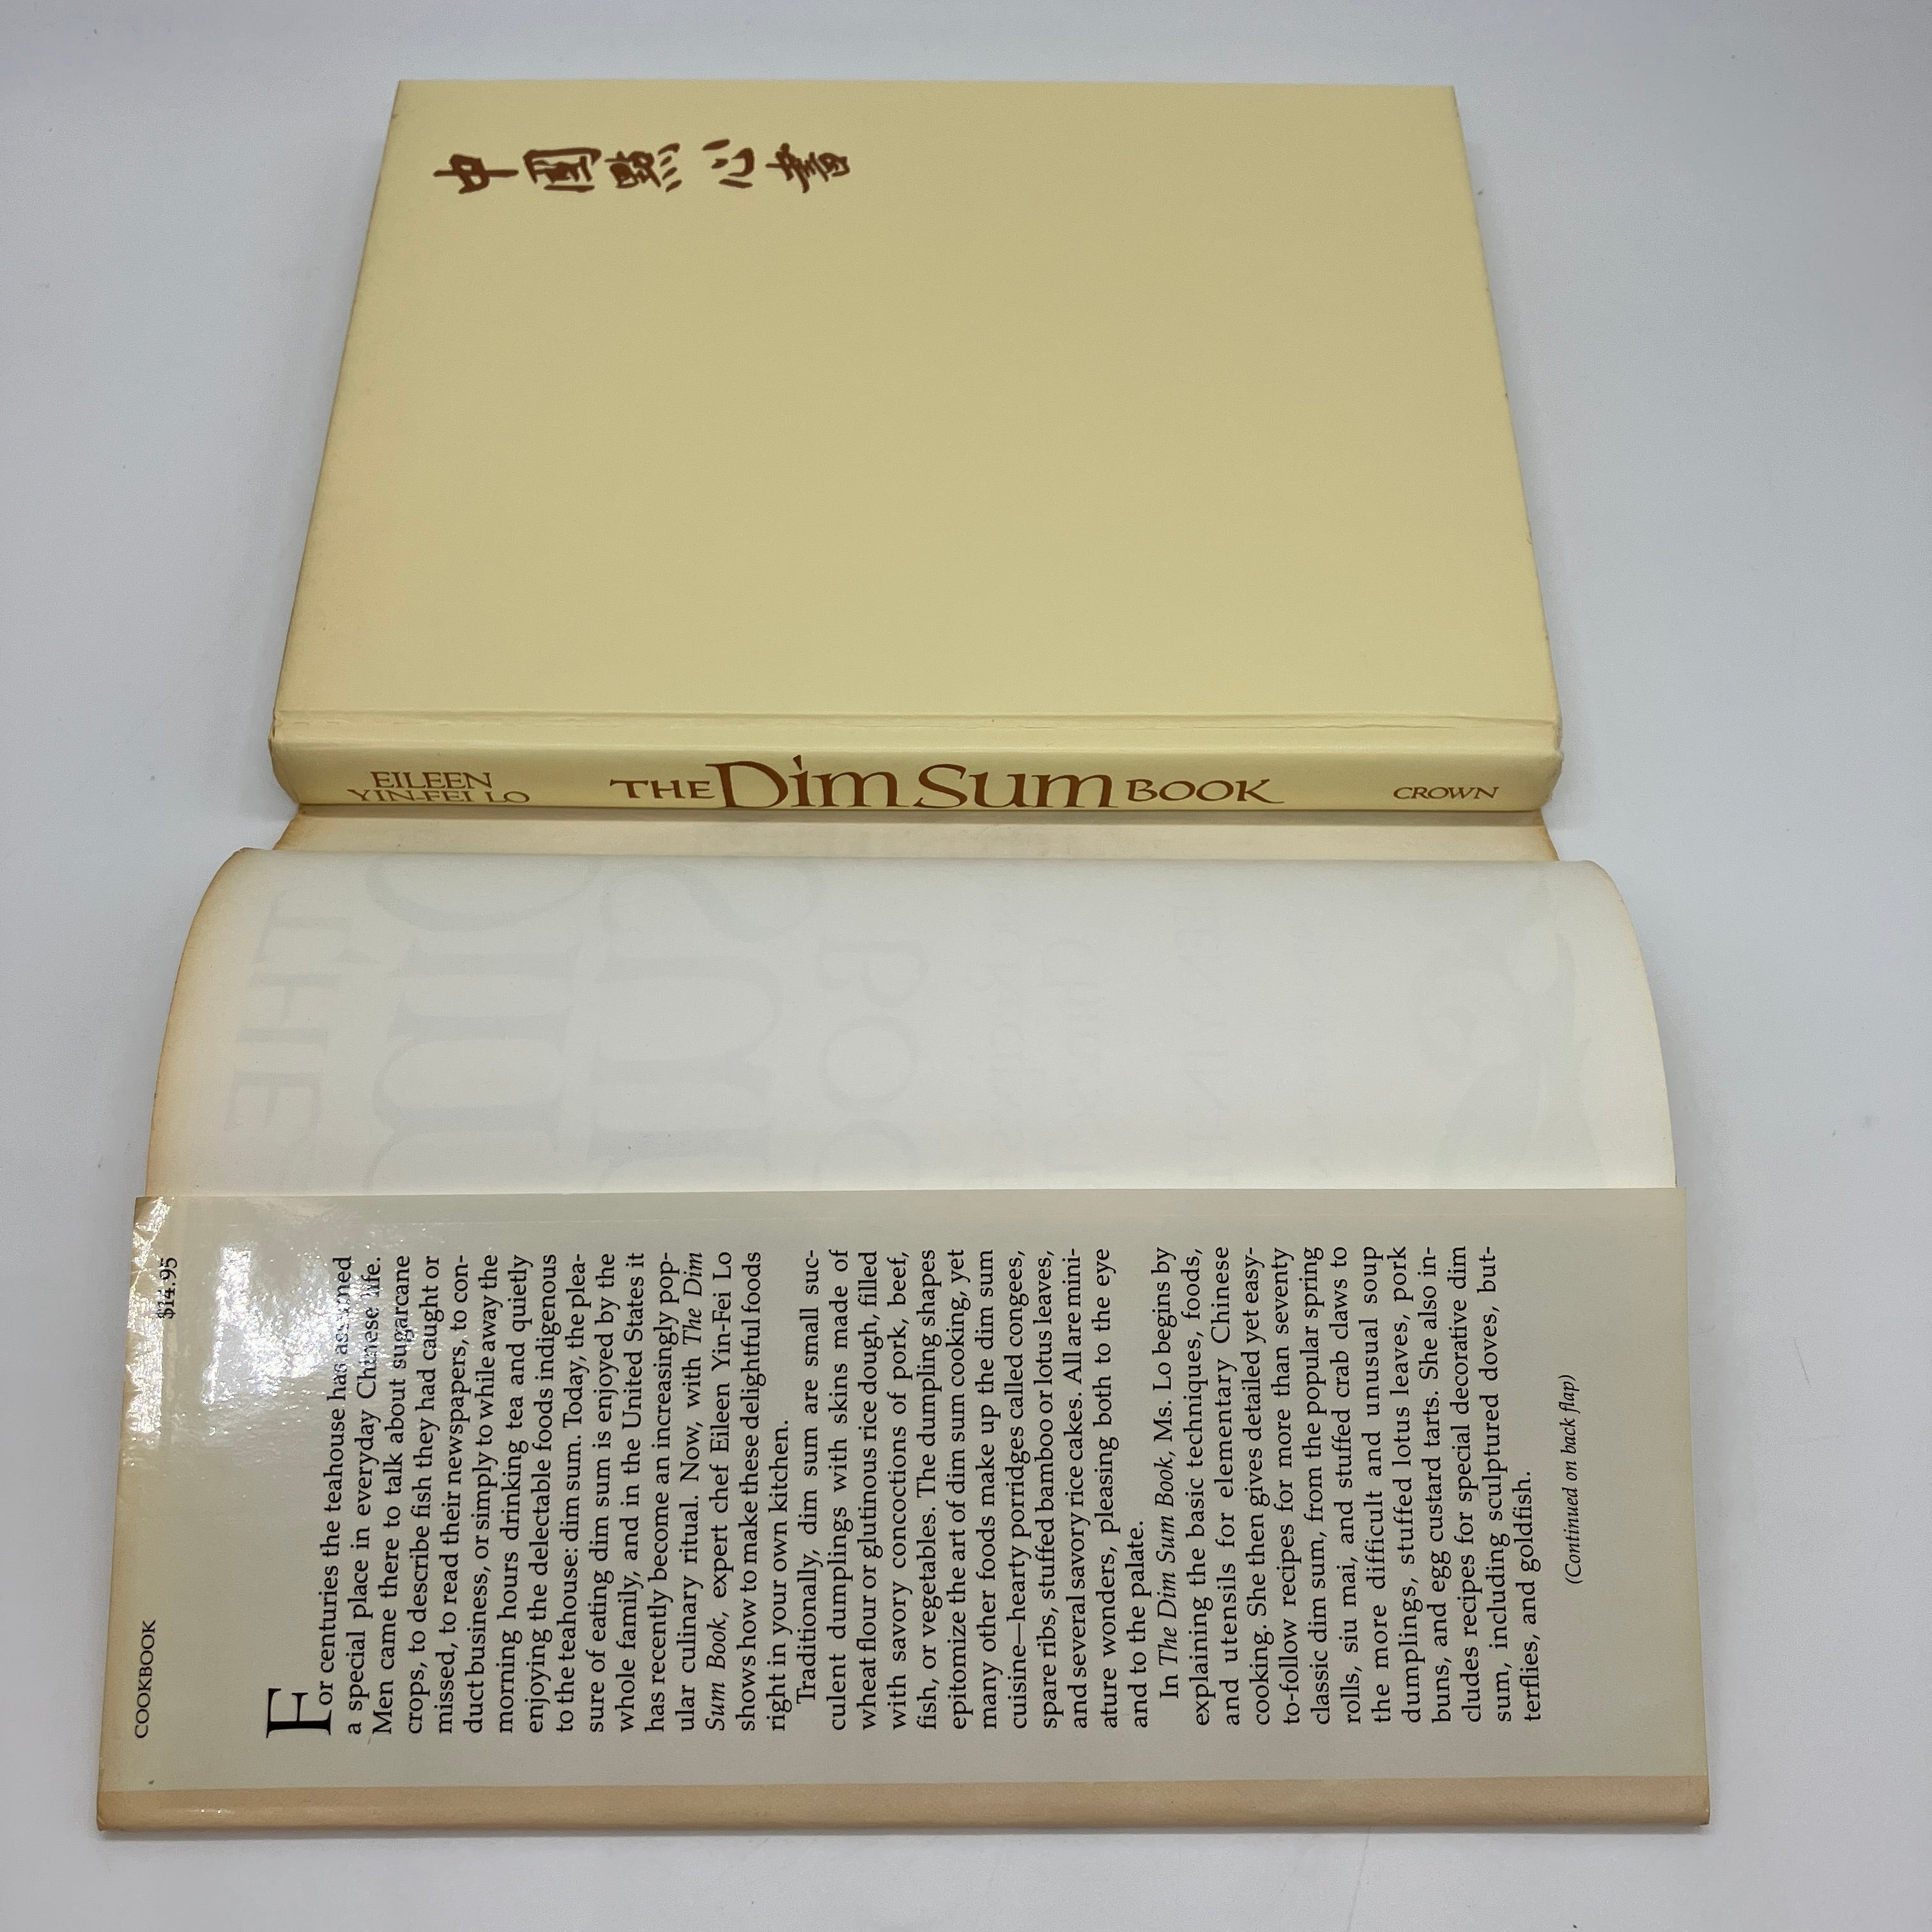 中國點心書
EILEEN
YIN-FEI LO
THE Dim Sum BOOK
CROWN
$14.95
COOKBOOK
For centuries the teahouse has assumed
a special place in everyday Chinese life.
Men came there to talk about sugarcane
crops, to describe fish they had caught or
missed, to read their newspapers, to con-
duct business, or simply to while away the
morning hours drinking tea and quietly
enjoying the delectable foods indigenous
to the teahouse: dim sum. Today, the plea-
sure of eating dim sum is enjoyed by the
whole family, and in the United States it
has recently become an increasingly pop-
ular culinary ritual. Now, with The Dim
Sum Book, expert chef Eileen Yin-Fei Lo
shows how to make these delightful foods
right in your own kitchen.
Traditionally, dim sum are small suc-
culent dumplings with skins made of
wheat flour or glutinous rice dough, filled
with savory concoctions of pork, beef,
fish, or vegetables. The dumpling shapes
epitomize the art of dim sum cooking, yet
many other foods make up the dim sum
cuisine—hearty porridges called congees,
spare ribs, stuffed bamboo or lotus leaves,
and several savory rice cakes. All are mini-
ature wonders, pleasing both to the eye
and to the palate.
In The Dim Sum Book, Ms. Lo begins by
explaining the basic techniques, foods,
and utensils for elementary Chinese
cooking. She then gives detailed yet easy-
to-follow recipes for more than seventy
classic dim sum, from the popular spring
rolls, siu mai, and stuffed crab claws to
the more difficult and unusual soup
dumplings, stuffed lotus leaves, pork
buns, and egg custard tarts. She also in-
cludes recipes for special decorative dim
sum, including sculptured doves, but-
terflies, and goldfish.
(Continued on back flap)